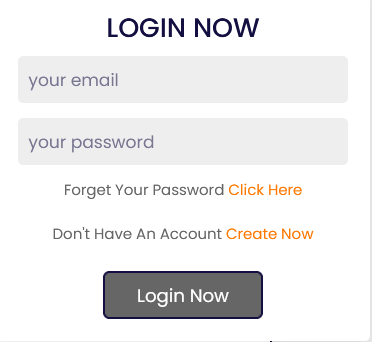 LOGIN NOW
your email
your password
Forget Your Password Click Here
Don't Have An Account Create Now
Login Now